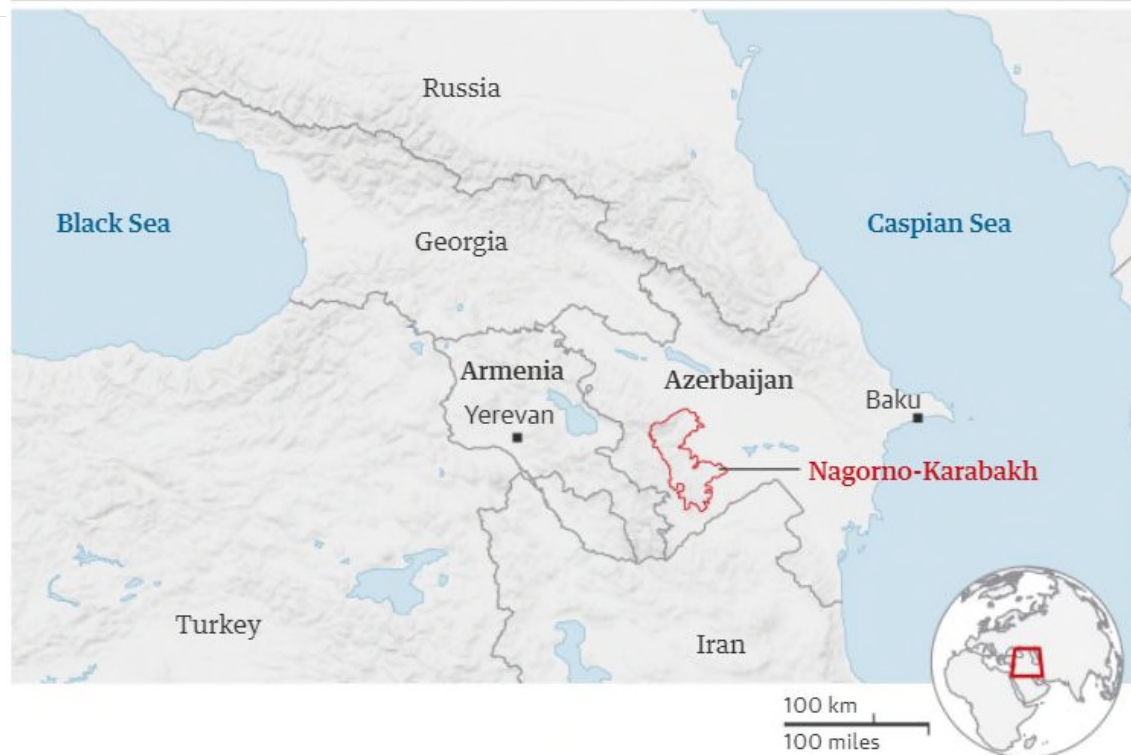 Russia
Black Sea
Caspian Sea
Georgia
Armenia
Azerbaijan
Yerevan
Baku
Nagorno-Karabakh
Turkey
Iran
100 km
100 miles